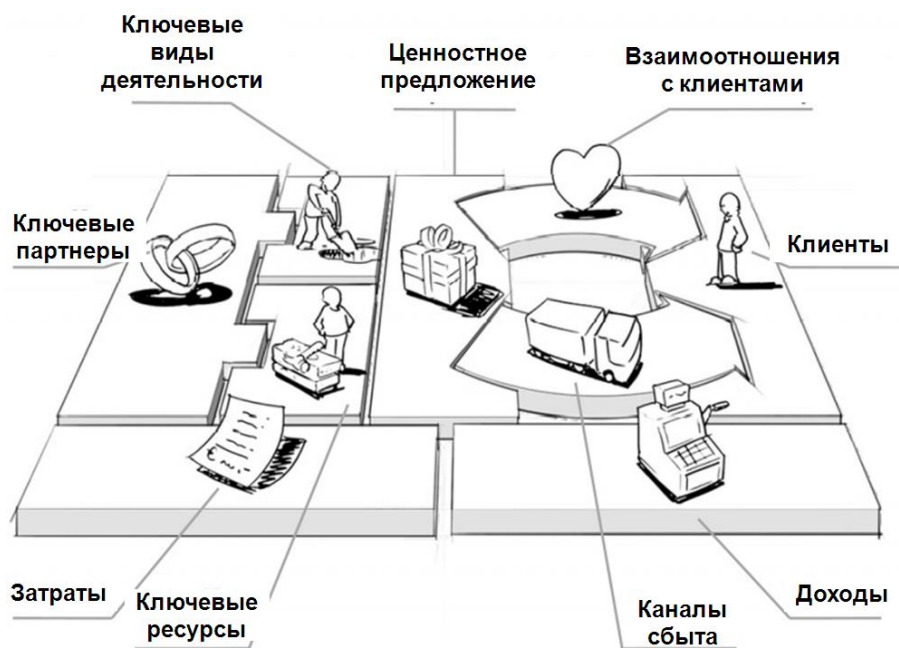 Ключевые
виды
деятельности
Ценностное
предложение
Взаимоотношения
с клиентами
Ключевые
партнеры
Клиенты
Затраты
Ключевые
ресурсы
Каналы
сбыта
Доходы